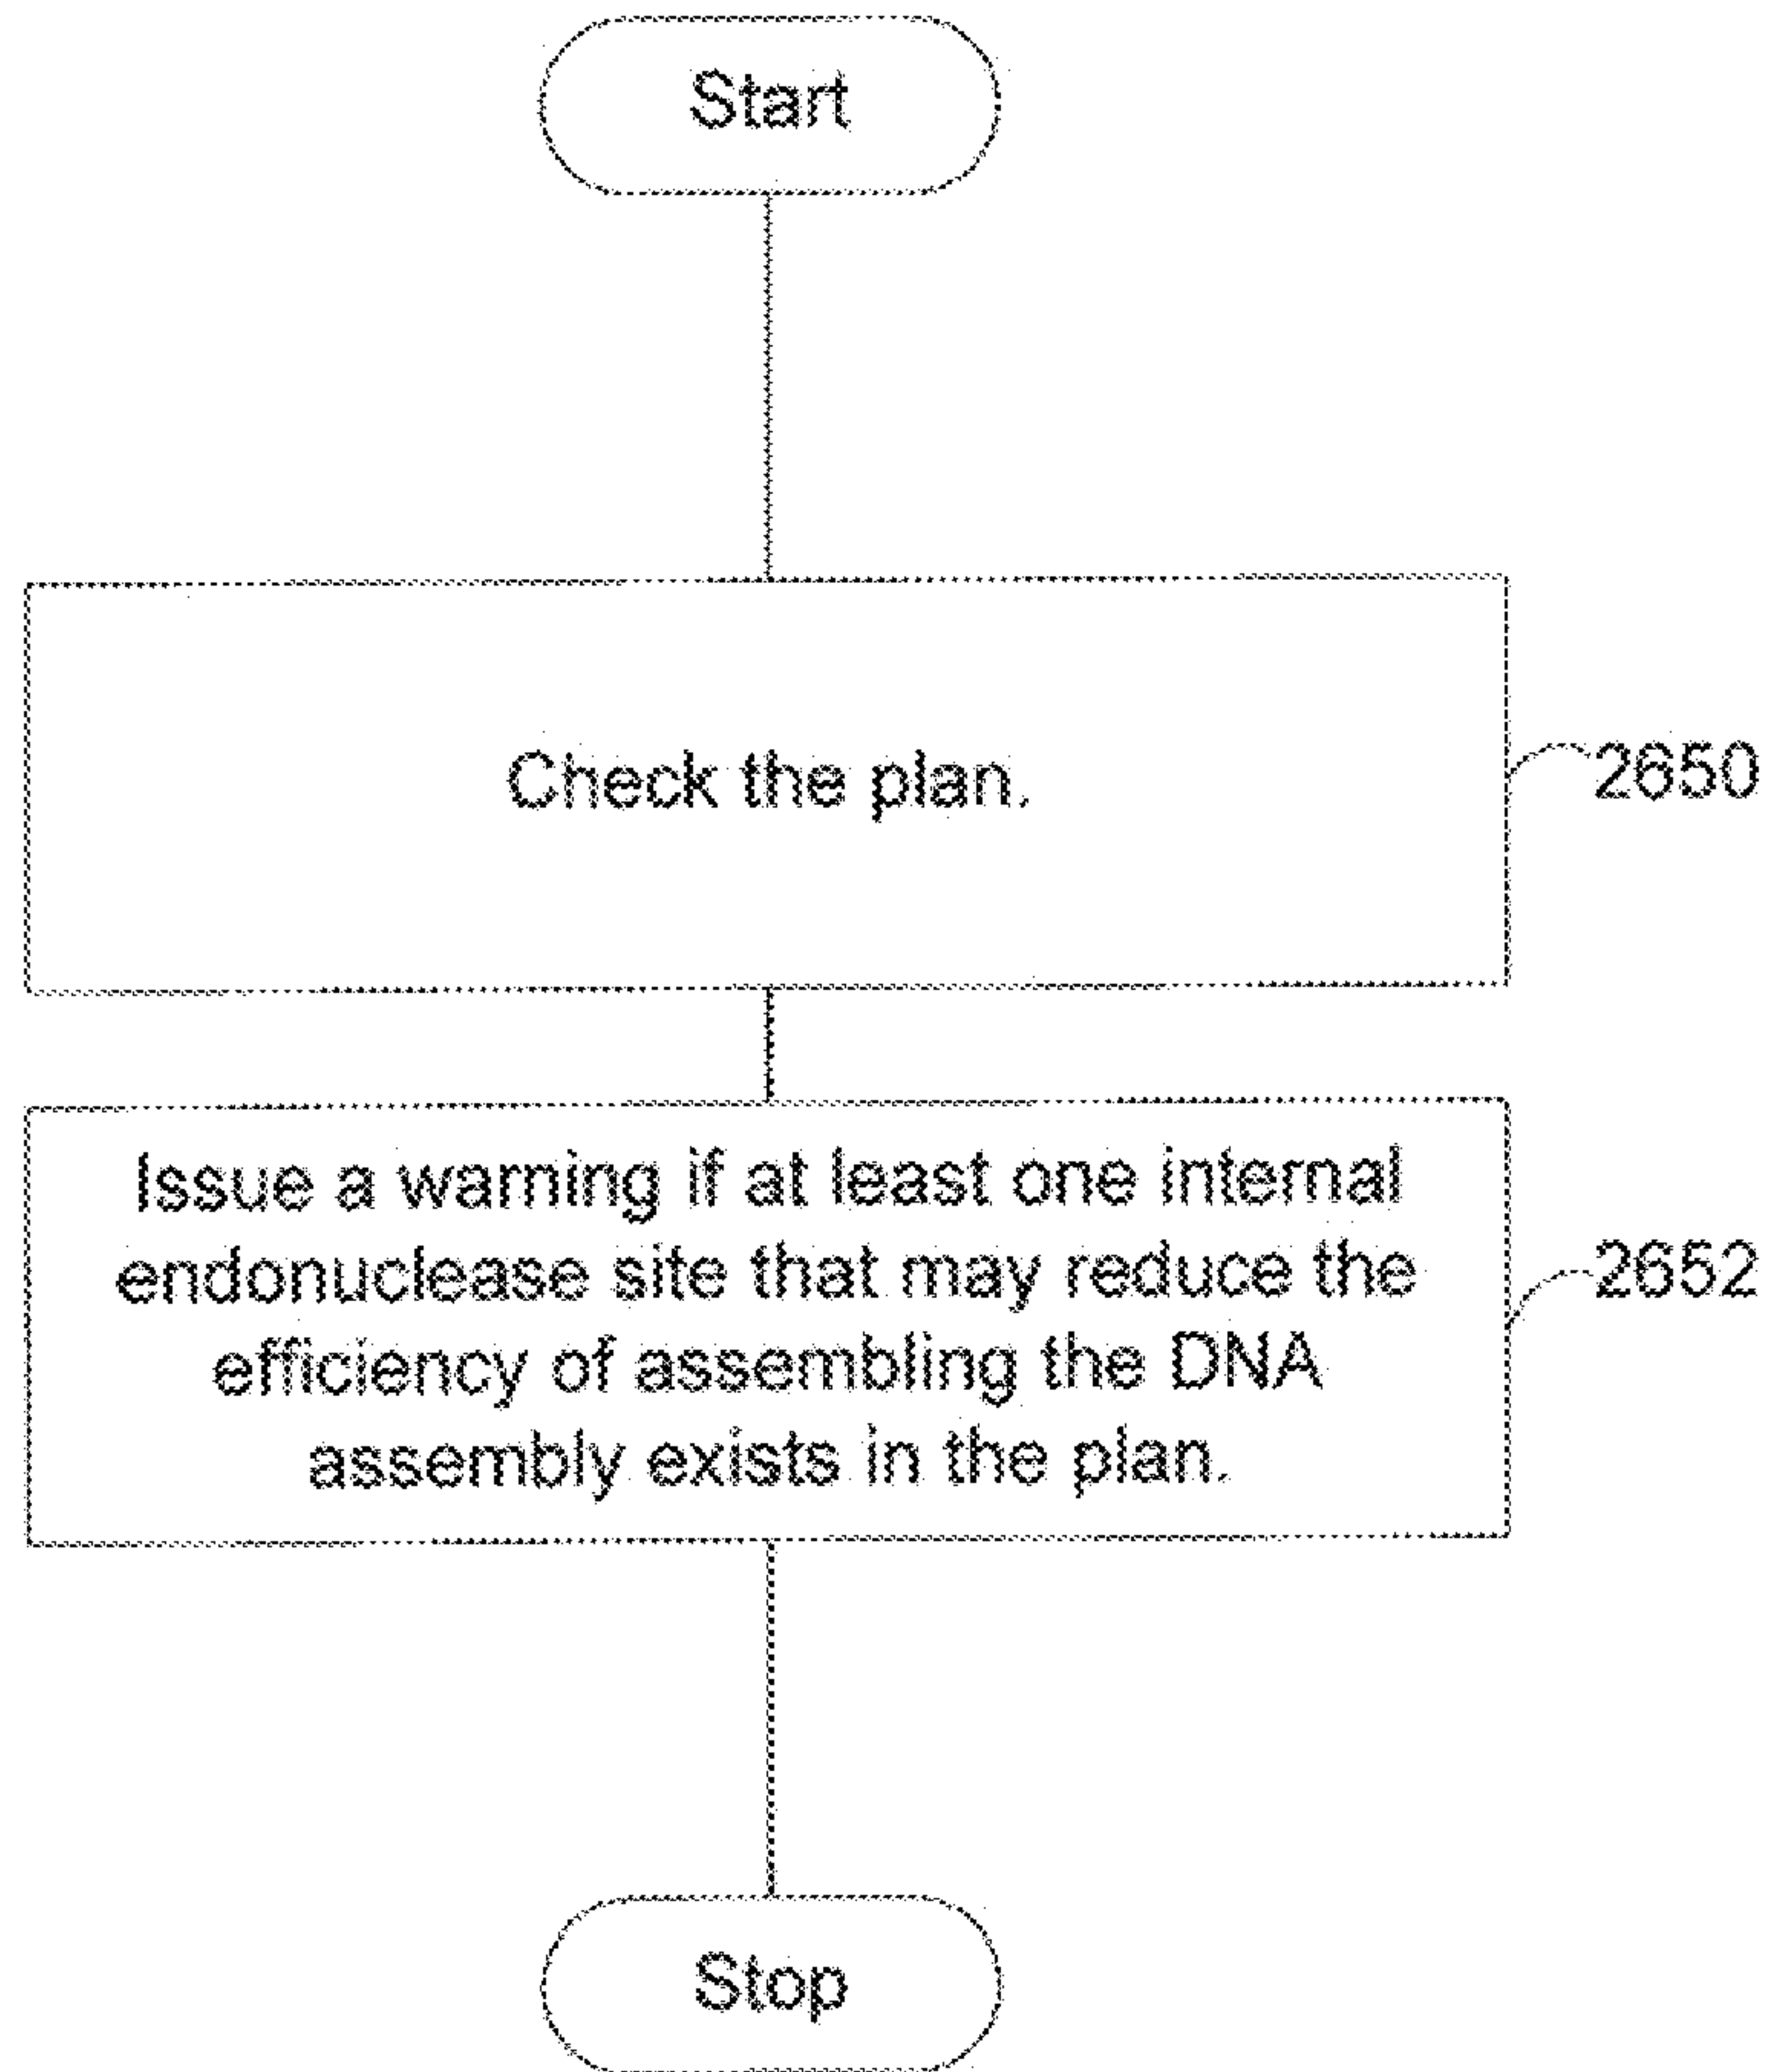 Start
Check the plan.
2650
Issue a warning if at least one internal
endonuclease site that may reduce the
efficiency of assembling the DNA
assembly exists in the plan.
2652
Stop